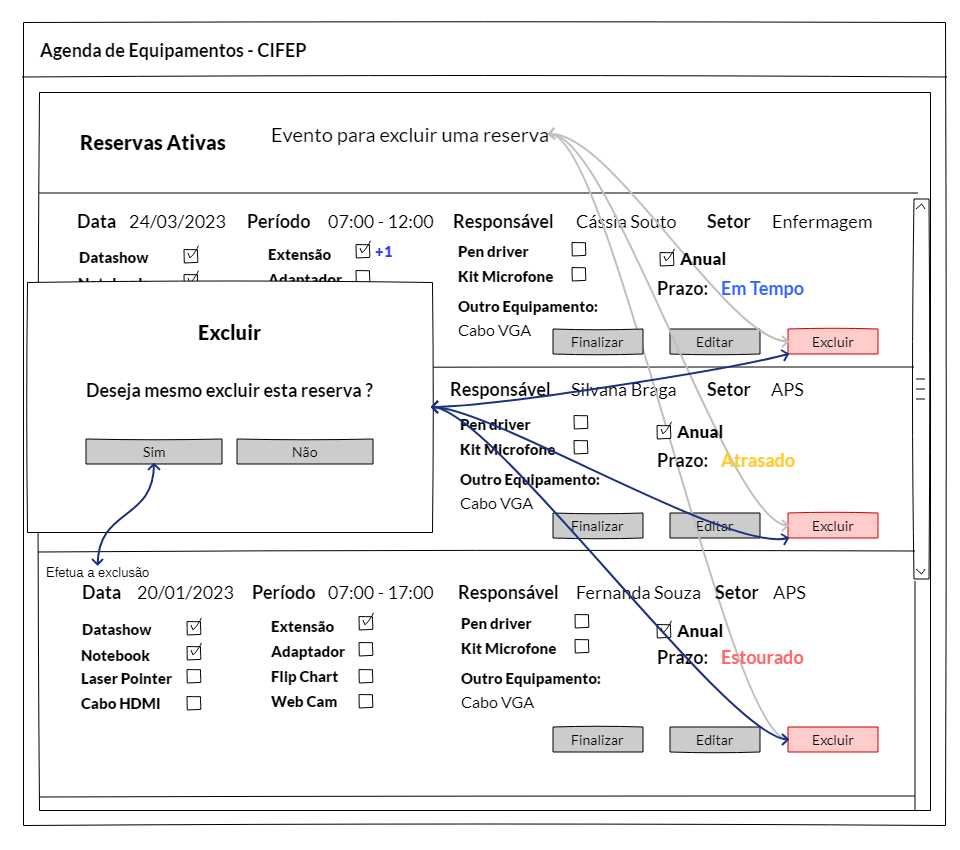 Agenda de Equipamentos - CIFEP
Reservas Ativas
Evento para excluir uma reserva
Data 24/03/2023 Período 07:00 - 12:00 Responsável Cássia Souto Setor Enfermagem
Datashow Extensão +1 Pen driver Anual
Notebook Adaptador Kit Microfone Prazo: Em Tempo
Outro Equipamento:
Cabo VGA
Finalizar Editar Excluir
Excluir
Deseja mesmo excluir esta reserva ?
Sim Não
Responsável Silvana Braga Setor APS
Pen driver Anual
Kit Microfone Prazo: Atrasado
Outro Equipamento:
Cabo VGA
Finalizar Editar Excluir
Efetua a exclusão
Data 20/01/2023 Período 07:00 - 17:00 Responsável Fernanda Souza Setor APS
Datashow Extensão Pen driver Anual
Notebook Adaptador Kit Microfone Prazo: Estourado
Laser Pointer Flip Chart Outro Equipamento:
Cabo HDMI Web Cam Cabo VGA
Finalizar Editar Excluir